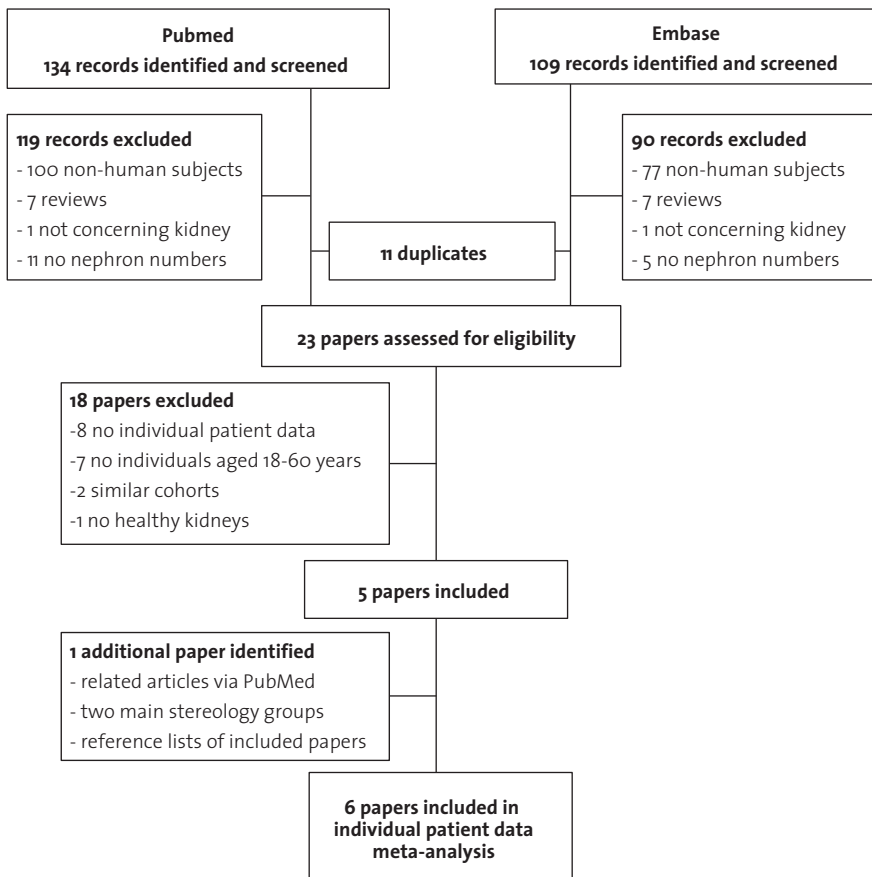 Pubmed
134 records identified and screened
Embase
109 records identified and screened
119 records excluded
- 100 non-human subjects
- 7 reviews
- 1 not concerning kidney
- 11 no nephron numbers
90 records excluded
- 77 non-human subjects
- 7 reviews
- 1 not concerning kidney
- 5 no nephron numbers
11 duplicates
23 papers assessed for eligibility
18 papers excluded
-8 no individual patient data
-7 no individuals aged 18-60 years
-2 similar cohorts
-1 no healthy kidneys
5 papers included
1 additional paper identified
- related articles via PubMed
- two main stereology groups
- reference lists of included papers
6 papers included in
individual patient data
meta-analysis